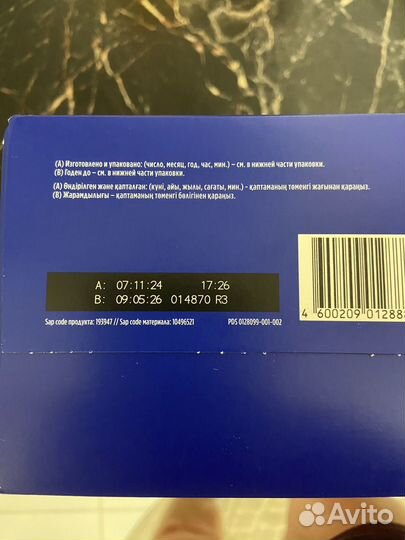 (А) Изготовлено и упаковано: (число, месяц, год, час, мин.) – см. в нижней части упаковки.
(В) Годен до – см. в нижней части упаковки.
(А) Өндірілген және қапталған: (күні, айы, жылы, сағаты, мин.) - қаптаманың төменгі жағынан қараңыз.
(В) Жарамдылығы – қаптаманың төменгі бөлігінен қараңыз.
A: 07:11:24 17:26
B: 09:05:26 014870 R3
Sap code продукта: 193947 // Sap code материала: 10496521 PDS 0128099-001-002
4 600209 01288
Avito